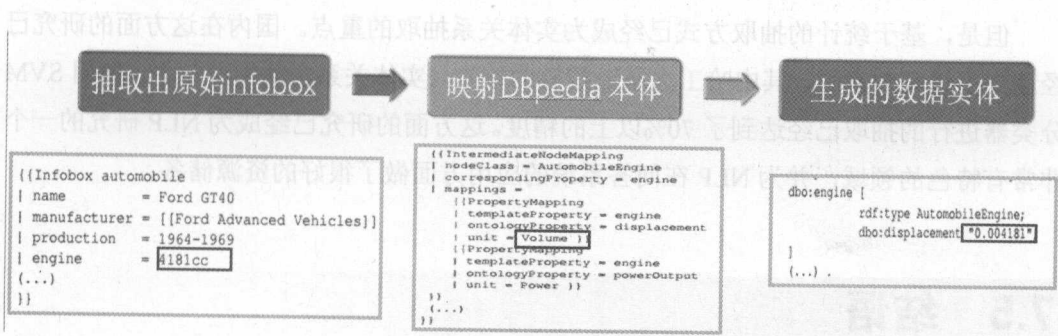 但是，基于统计的抽取方式已经成为实体关系抽取的重点。国内在这方面的研究已
抽取出原始infobox
映射DBpedia 本体
生成的数据实体
{{Infobox automobile
| name = Ford GT40
| manufacturer = [[Ford Advanced Vehicles]]
| production = 1964-1969
| engine = 4181cc
(...)
}}
{{IntermediateNodeMapping
| nodeClass = AutomobileEngine
| correspondingProperty = engine
| mappings =
{{PropertyMapping
| templateProperty = engine
| ontologyProperty = displacement
| unit = Volume }}
{{PropertyMapping
| templateProperty = engine
| ontologyProperty = powerOutput
| unit = Power }}
}}
(...)
}}
dbo:engine [
rdf:type AutomobileEngine;
dbo:displacement "0.004181"
]
(...) .
7.5 结语